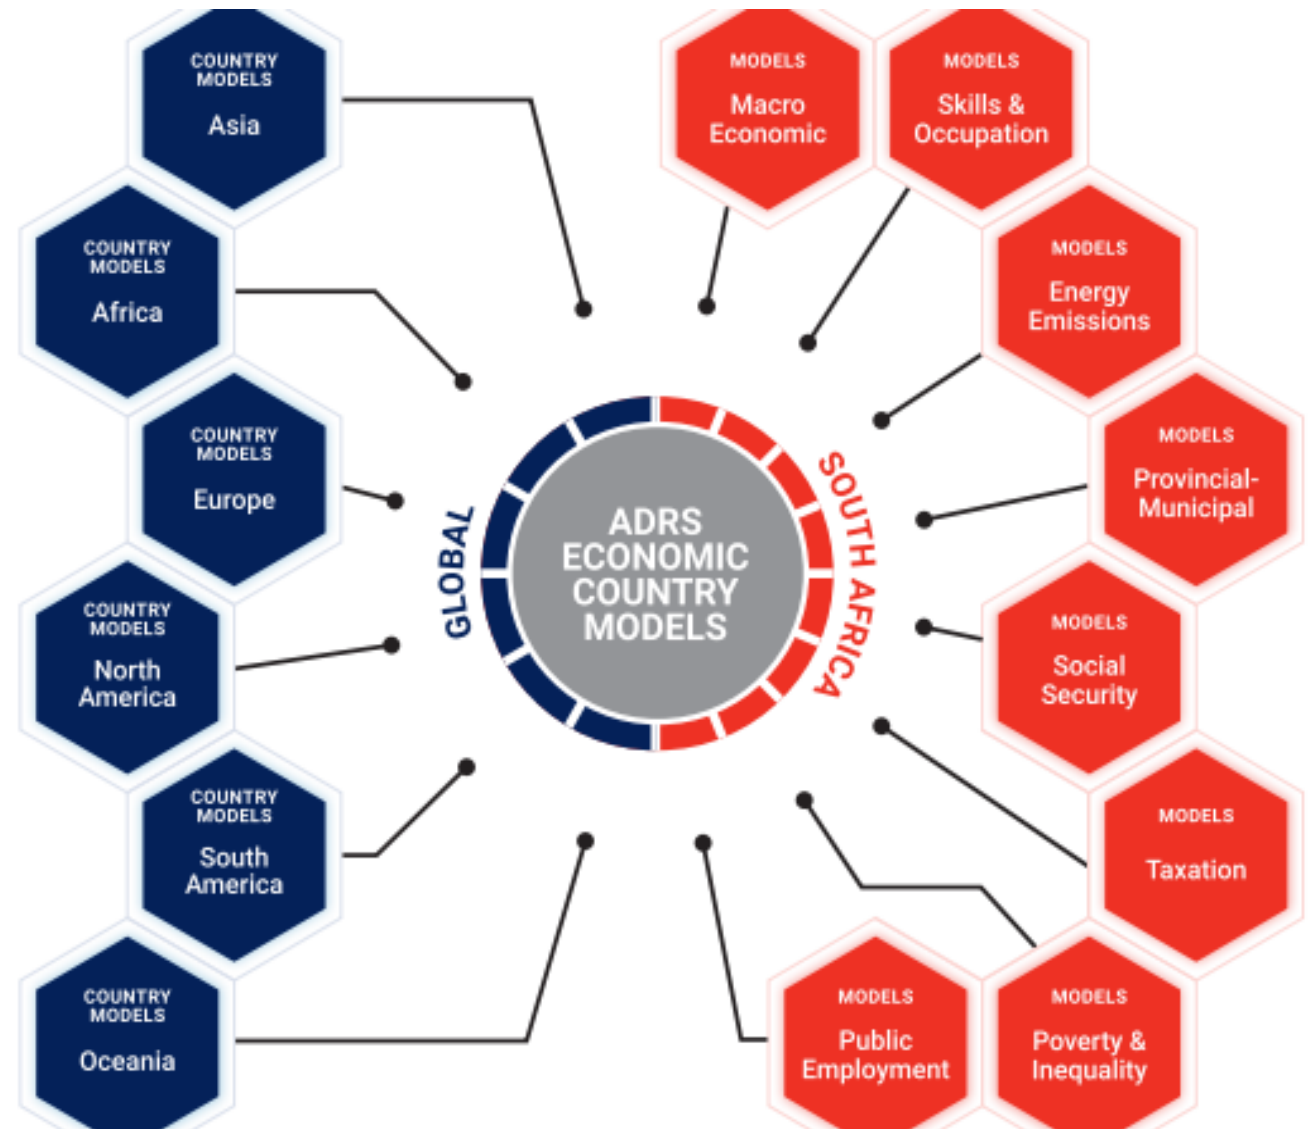 COUNTRY
MODELS
Asia
COUNTRY
MODELS
Africa
COUNTRY
MODELS
Europe
COUNTRY
MODELS
North
America
COUNTRY
MODELS
South
America
COUNTRY
MODELS
Oceania
GLOBAL
ADRS
ECONOMIC
COUNTRY
MODELS
SOUTH AFRICA
MODELS
Macro
Economic
MODELS
Skills &
Occupation
MODELS
Energy
Emissions
MODELS
Provincial-
Municipal
MODELS
Social
Security
MODELS
Taxation
MODELS
Poverty &
Inequality
MODELS
Public
Employment